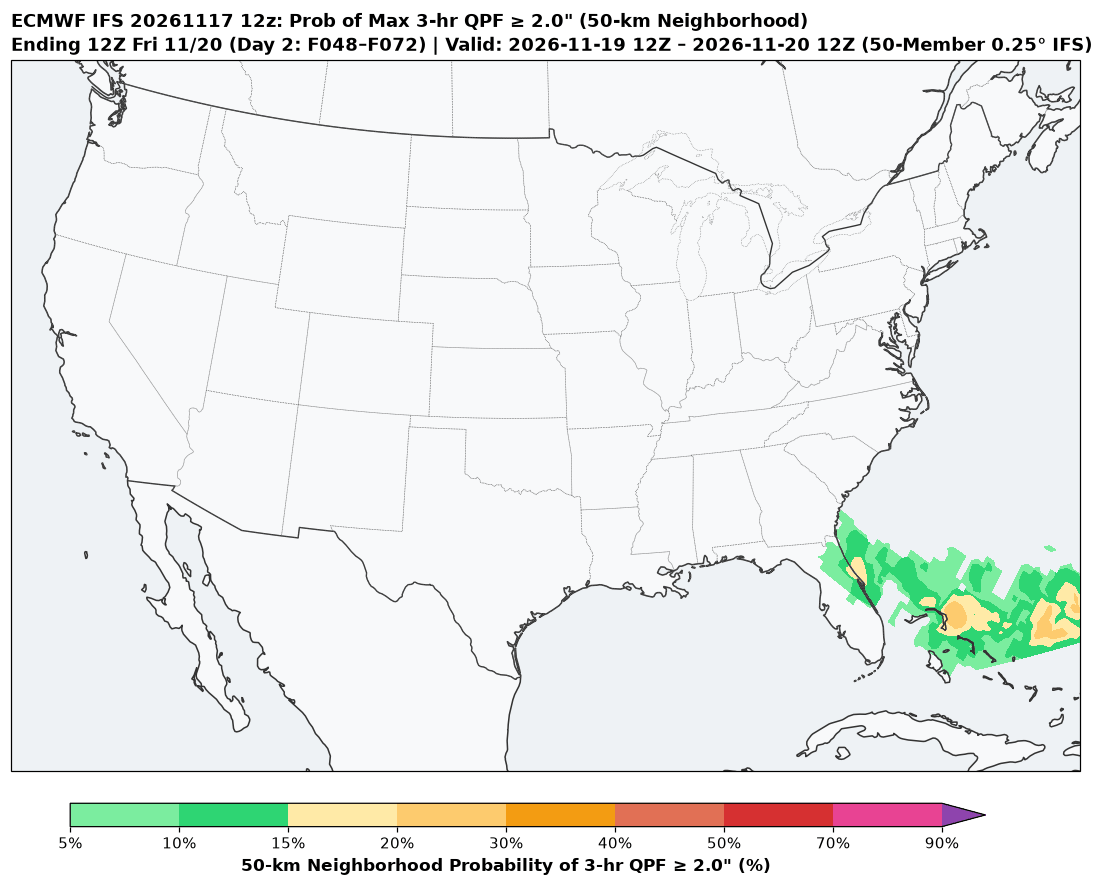 ECMWF IFS 20261117 12z: Prob of Max 3-hr QPF ≥ 2.0" (50-km Neighborhood)
Ending 12Z Fri 11/20 (Day 2: F048–F072) | Valid: 2026-11-19 12Z – 2026-11-20 12Z (50-Member 0.25° IFS)
5% 10% 15% 20% 30% 40% 50% 70% 90%
50-km Neighborhood Probability of 3-hr QPF ≥ 2.0" (%)